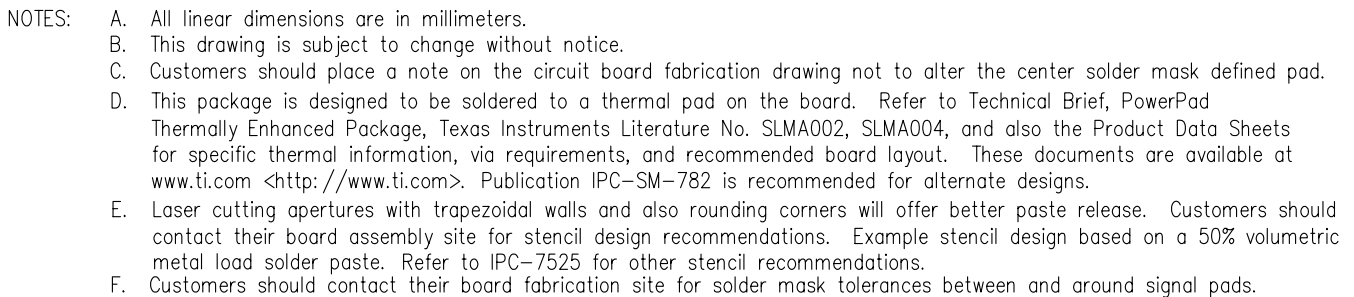 NOTES: A. All linear dimensions are in millimeters.
B. This drawing is subject to change without notice.
C. Customers should place a note on the circuit board fabrication drawing not to alter the center solder mask defined pad.
D. This package is designed to be soldered to a thermal pad on the board. Refer to Technical Brief, PowerPad
Thermally Enhanced Package, Texas Instruments Literature No. SLMA002, SLMA004, and also the Product Data Sheets
for specific thermal information, via requirements, and recommended board layout. These documents are available at
www.ti.com <http://www.ti.com>. Publication IPC-SM-782 is recommended for alternate designs.
E. Laser cutting apertures with trapezoidal walls and also rounding corners will offer better paste release. Customers should
contact their board assembly site for stencil design recommendations. Example stencil design based on a 50% volumetric
metal load solder paste. Refer to IPC-7525 for other stencil recommendations.
F. Customers should contact their board fabrication site for solder mask tolerances between and around signal pads.